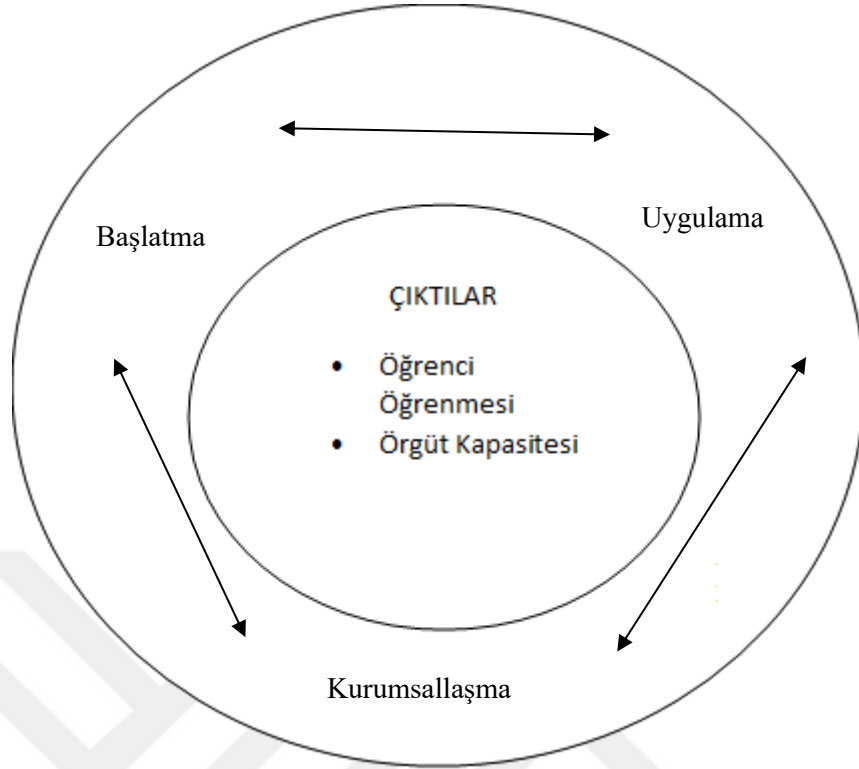 Başlatma
Uygulama
ÇIKTILAR
• Öğrenci
Öğrenmesi
• Örgüt Kapasitesi
Kurumsallaşma